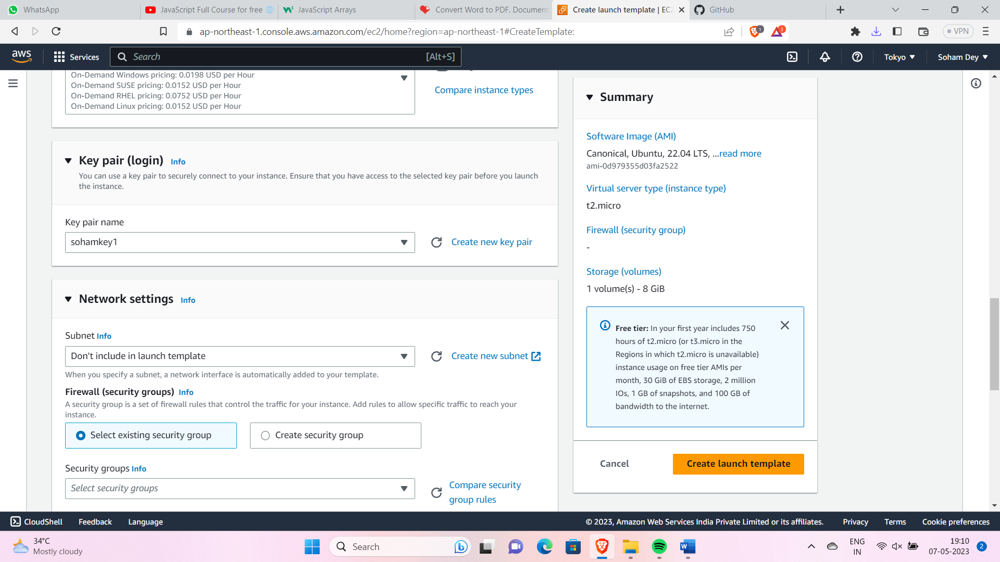 WhatsApp
JavaScript Full Course for free
JavaScript Arrays
Convert Word to PDF. Document
Create launch template | EC2
GitHub
ap-northeast-1.console.aws.amazon.com/ec2/home?region=ap-northeast-1#CreateTemplate:
1
3
VPN
aws
Services
Search
[Alt+S]
Tokyo
Soham Dey
On-Demand Windows pricing: 0.0198 USD per Hour
On-Demand SUSE pricing: 0.0152 USD per Hour
On-Demand RHEL pricing: 0.0752 USD per Hour
On-Demand Linux pricing: 0.0152 USD per Hour
Compare instance types
Key pair (login) Info
You can use a key pair to securely connect to your instance. Ensure that you have access to the selected key pair before you launch
the instance.
Key pair name
sohamkey1
Create new key pair
Network settings Info
Subnet Info
Don't include in launch template
Create new subnet
When you specify a subnet, a network interface is automatically added to your template.
Firewall (security groups) Info
A security group is a set of firewall rules that control the traffic for your instance. Add rules to allow specific traffic to reach your
instance.
Select existing security group
Create security group
Security groups Info
Select security groups
Compare security
group rules
Summary
Software Image (AMI)
Canonical, Ubuntu, 22.04 LTS, ...read more
ami-0d979355d03fa2522
Virtual server type (instance type)
t2.micro
Firewall (security group)
-
Storage (volumes)
1 volume(s) - 8 GiB
Free tier: In your first year includes 750
hours of t2.micro (or t3.micro in the
Regions in which t2.micro is unavailable)
instance usage on free tier AMIs per
month, 30 GiB of EBS storage, 2 million
IOs, 1 GB of snapshots, and 100 GB of
bandwidth to the internet.
Cancel
Create launch template
CloudShell
Feedback
Language
© 2023, Amazon Web Services India Private Limited or its affiliates.
Privacy
Terms
Cookie preferences
34°C
Mostly cloudy
Search
ENG
IN
19:10
07-05-2023
2